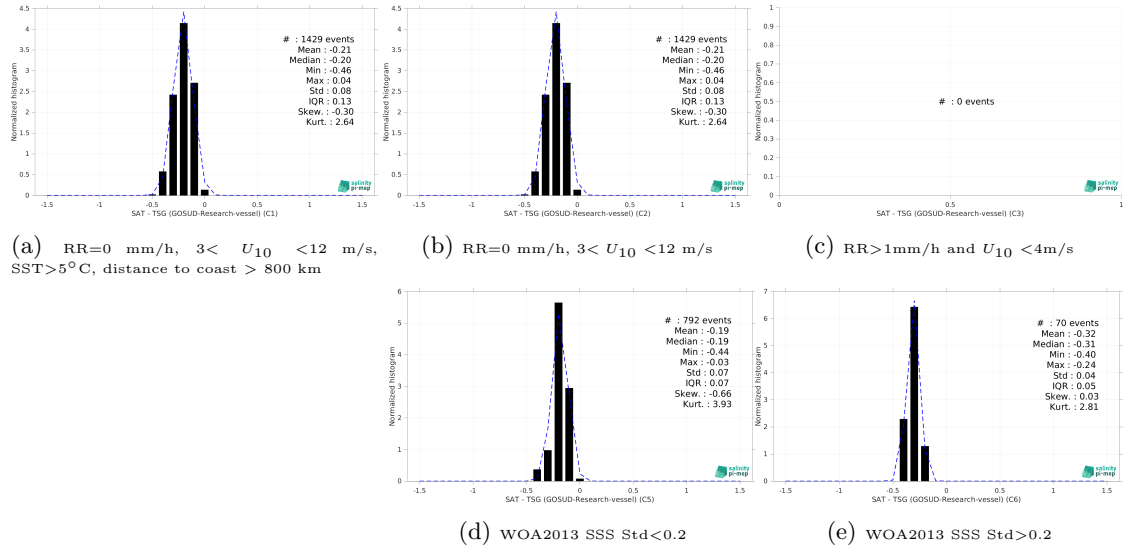 4.5
4
3.5
3
2.5
2
1.5
1
0.5
0
Normalized histogram
# : 1429 events
Mean : -0.21
Median : -0.20
Min : -0.46
Max : 0.04
Std : 0.08
IQR : 0.13
Skew. : -0.30
Kurt. : 2.64
salinity
pi-mep
-1.5 -1 -0.5 0 0.5 1 1.5
SAT - TSG (GOSUD-Research-vessel) (C1)
(a) RR=0 mm/h, 3< U10 <12 m/s,
SST>5°C, distance to coast > 800 km
4.5
4
3.5
3
2.5
2
1.5
1
0.5
0
Normalized histogram
# : 1429 events
Mean : -0.21
Median : -0.20
Min : -0.46
Max : 0.04
Std : 0.08
IQR : 0.13
Skew. : -0.30
Kurt. : 2.64
salinity
pi-mep
-1.5 -1 -0.5 0 0.5 1 1.5
SAT - TSG (GOSUD-Research-vessel) (C2)
(b) RR=0 mm/h, 3< U10 <12 m/s
1
0.9
0.8
0.7
0.6
0.5
0.4
0.3
0.2
0.1
0
Normalized histogram
# : 0 events
salinity
pi-mep
0 0.5 1
SAT - TSG (GOSUD-Research-vessel) (C3)
(c) RR>1mm/h and U10 <4m/s
6
5
4
3
2
1
0
Normalized histogram
# : 792 events
Mean : -0.19
Median : -0.19
Min : -0.44
Max : -0.03
Std : 0.07
IQR : 0.07
Skew. : -0.66
Kurt. : 3.93
salinity
pi-mep
-1.5 -1 -0.5 0 0.5 1 1.5
SAT - TSG (GOSUD-Research-vessel) (C5)
(d) WOA2013 SSS Std<0.2
7
6
5
4
3
2
1
0
Normalized histogram
# : 70 events
Mean : -0.32
Median : -0.31
Min : -0.40
Max : -0.24
Std : 0.04
IQR : 0.05
Skew. : 0.03
Kurt. : 2.81
salinity
pi-mep
-1.5 -1 -0.5 0 0.5 1 1.5
SAT - TSG (GOSUD-Research-vessel) (C6)
(e) WOA2013 SSS Std>0.2